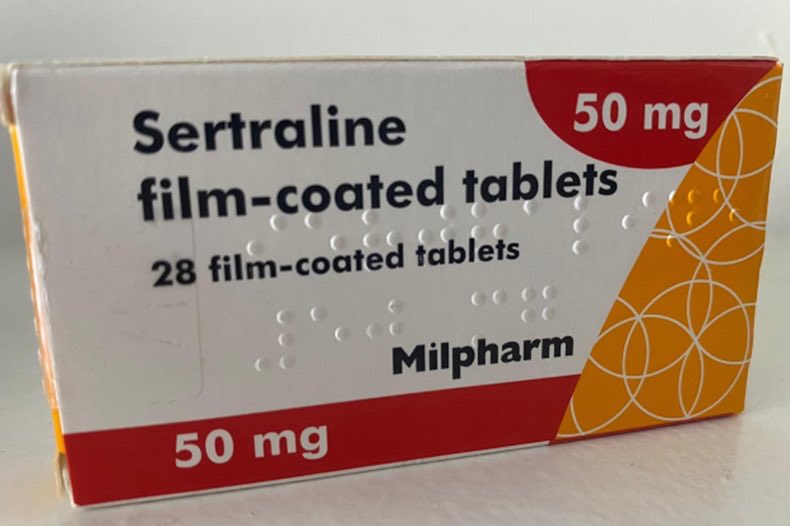 50 mg
Sertraline
film-coated tablets
28 film-coated tablets
Milpharm
50 mg